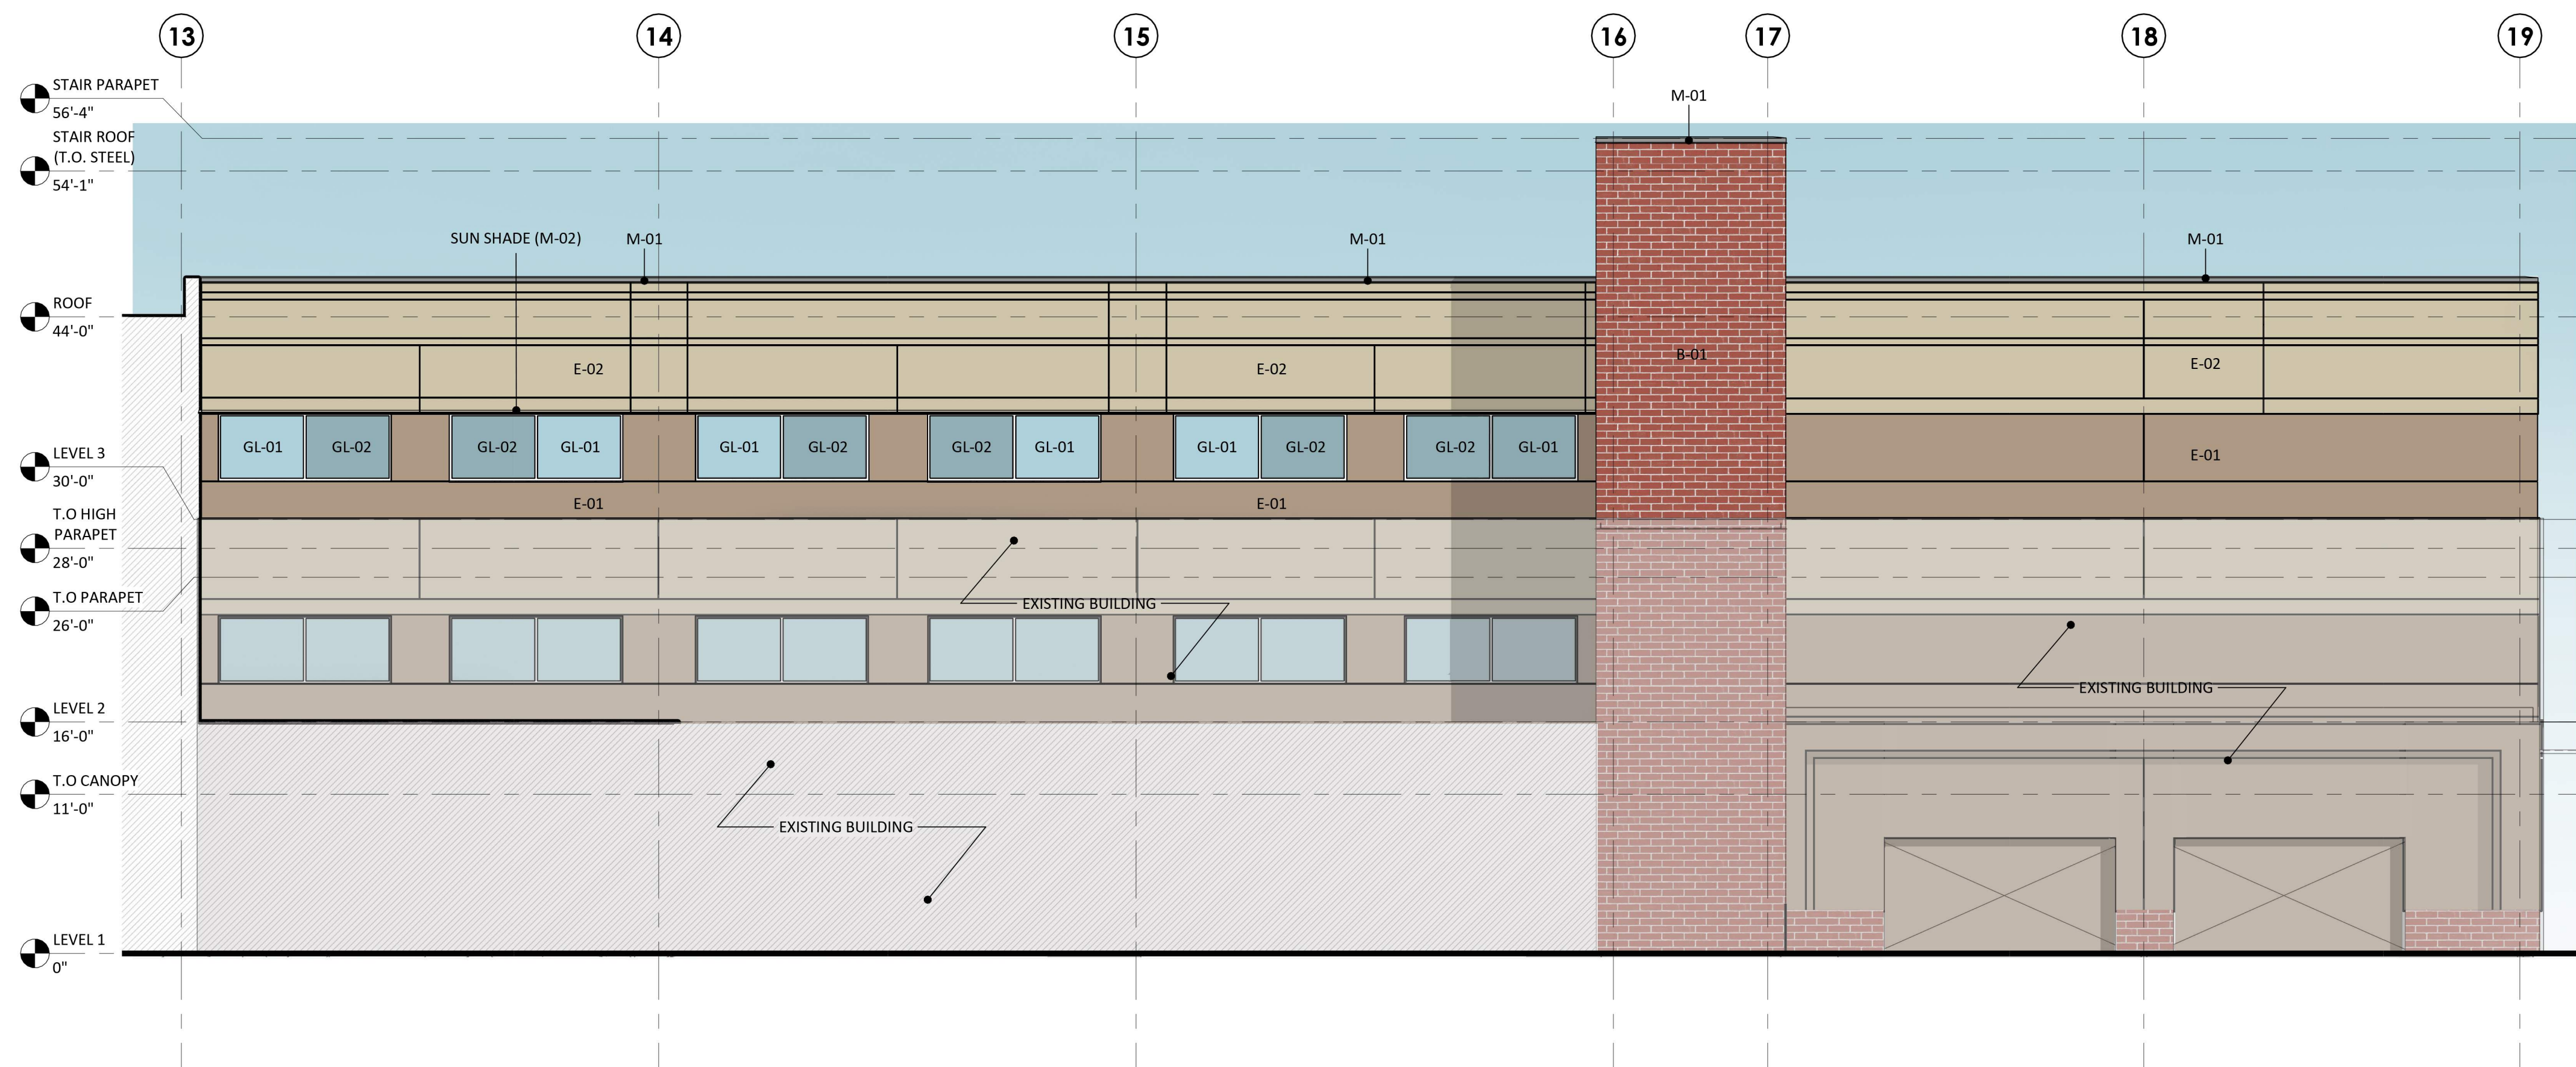 13 14 15 16 17 18 19
STAIR PARAPET
56'-4"
M-01
STAIR ROOF
(T.O. STEEL)
54'-1"
SUN SHADE (M-02) M-01 M-01 M-01
ROOF
44'-0"
B-01
E-02 E-02 E-02
GL-01 GL-02 GL-02 GL-01 GL-01 GL-02 GL-02 GL-01 GL-01 GL-02 GL-02 GL-01
E-01
LEVEL 3
30'-0"
E-01 E-01
T.O HIGH
PARAPET
28'-0"
T.O PARAPET
26'-0"
EXISTING BUILDING
EXISTING BUILDING
LEVEL 2
16'-0"
T.O CANOPY
11'-0"
EXISTING BUILDING
LEVEL 1
0"